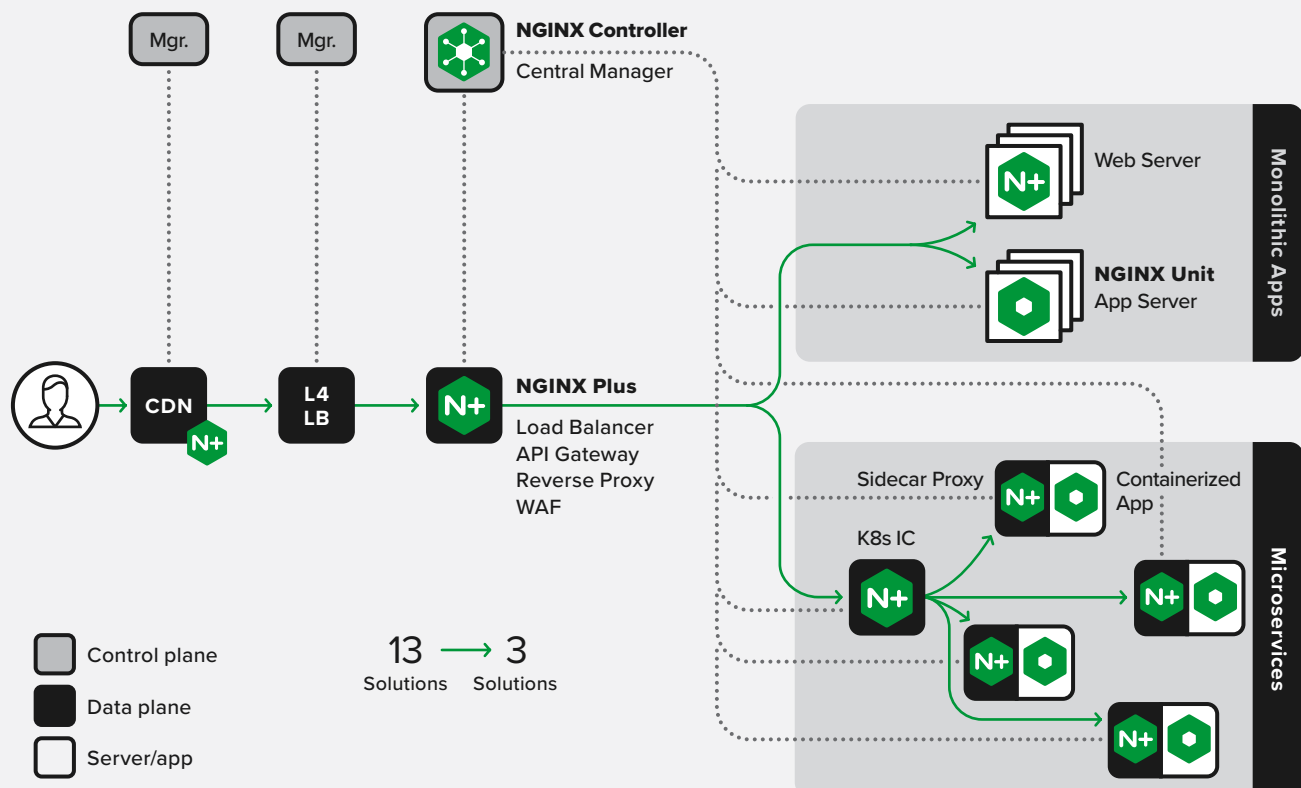 Mgr.
Mgr.
NGINX Controller
Central Manager
Monolithic Apps
N+
Web Server
NGINX Unit
App Server
CDN
N+
L4
LB
N+
NGINX Plus
Load Balancer
API Gateway
Reverse Proxy
WAF
Microservices
Sidecar Proxy
N+
Containerized
App
K8s IC
N+
N+
N+
N+
Control plane
Data plane
Server/app
13
Solutions
3
Solutions